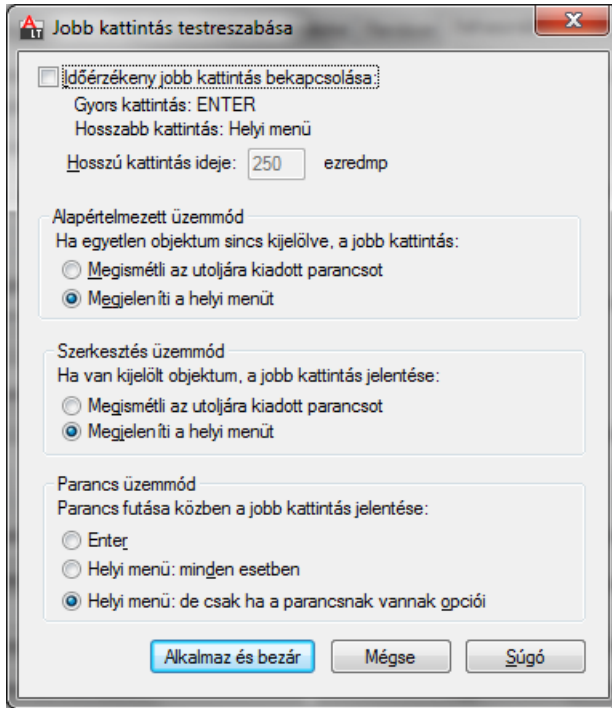 LT
Jobb kattintás testreszabása
Időérzékeny jobb kattintás bekapcsolása:
Gyors kattintás: ENTER
Hosszabb kattintás: Helyi menü
Hosszú kattintás ideje: 250 ezredmp
Alapértelmezett üzemmód
Ha egyetlen objektum sincs kijelölve, a jobb kattintás:
Megismétli az utoljára kiadott parancsot
Megjeleníti a helyi menüt
Szerkesztés üzemmód
Ha van kijelölt objektum, a jobb kattintás jelentése:
Megismétli az utoljára kiadott parancsot
Megjeleníti a helyi menüt
Parancs üzemmód
Parancs futása közben a jobb kattintás jelentése:
Enter
Helyi menü: minden esetben
Helyi menü: de csak ha a parancsnak vannak opciói
Alkalmaz és bezár Mégse Súgó